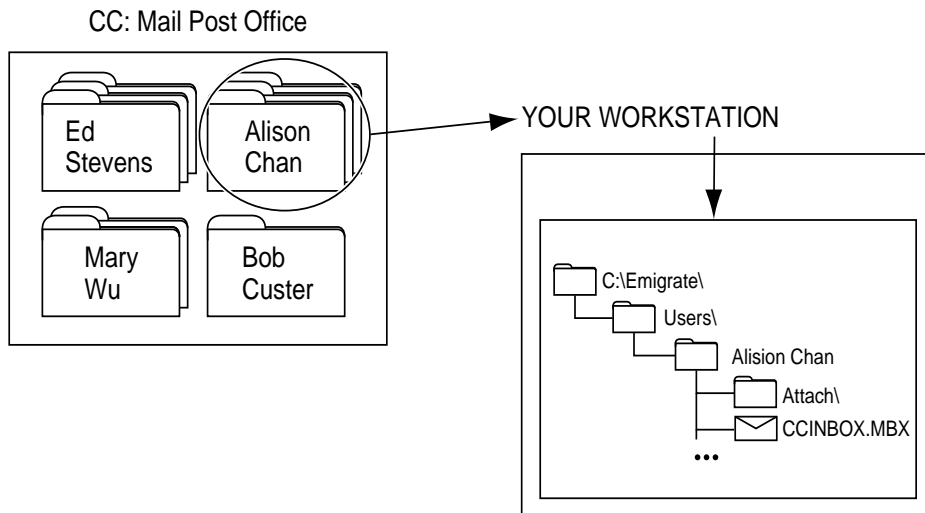 CC: Mail Post Office
Ed
Stevens
Alison
Chan
Mary
Wu
Bob
Custer
YOUR WORKSTATION
C:\Emigrate\
Users\
Alision Chan
Attach\
CCINBOX.MBX
•••